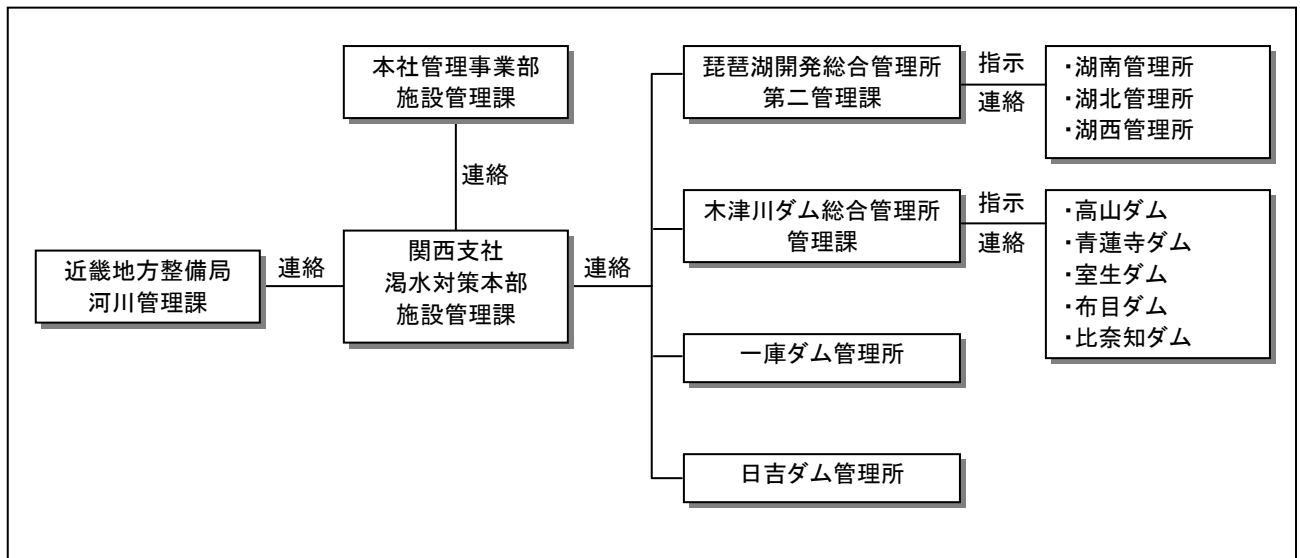 本社管理事業部
施設管理課
連絡
近畿地方整備局
河川管理課
連絡
関西支社
渇水対策本部
施設管理課
連絡
琵琶湖開発総合管理所
第二管理課
指示
連絡
・湖南管理所
・湖北管理所
・湖西管理所
木津川ダム総合管理所
管理課
指示
連絡
・高山ダム
・青蓮寺ダム
・室生ダム
・布目ダム
・比奈知ダム
一庫ダム管理所
日吉ダム管理所